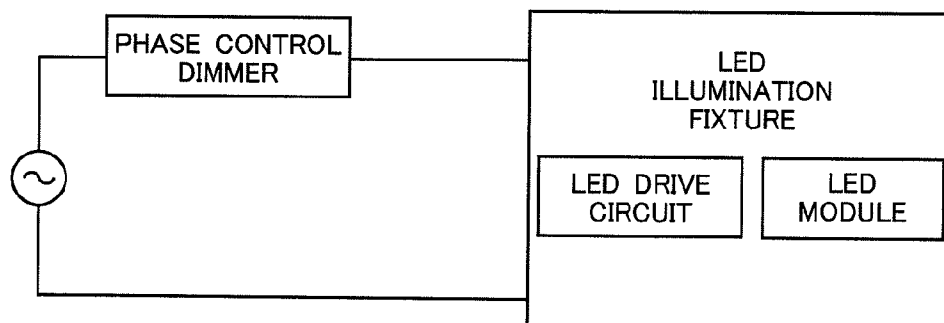 PHASE CONTROL
DIMMER
LED
ILLUMINATION
FIXTURE
LED DRIVE
CIRCUIT
LED
MODULE